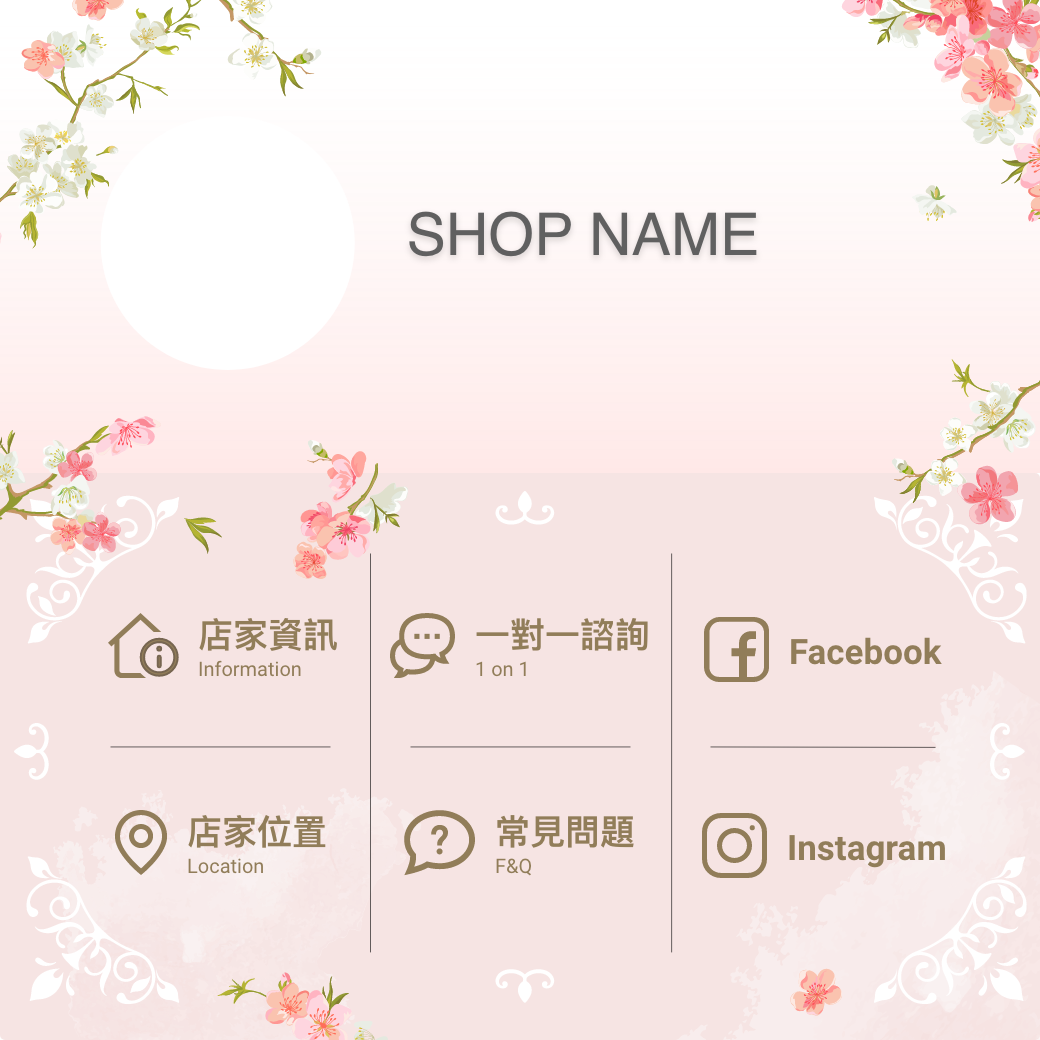 SHOP NAME
店家資訊
Information
一對一諮詢
1 on 1
Facebook
店家位置
Location
常見問題
F&Q
Instagram